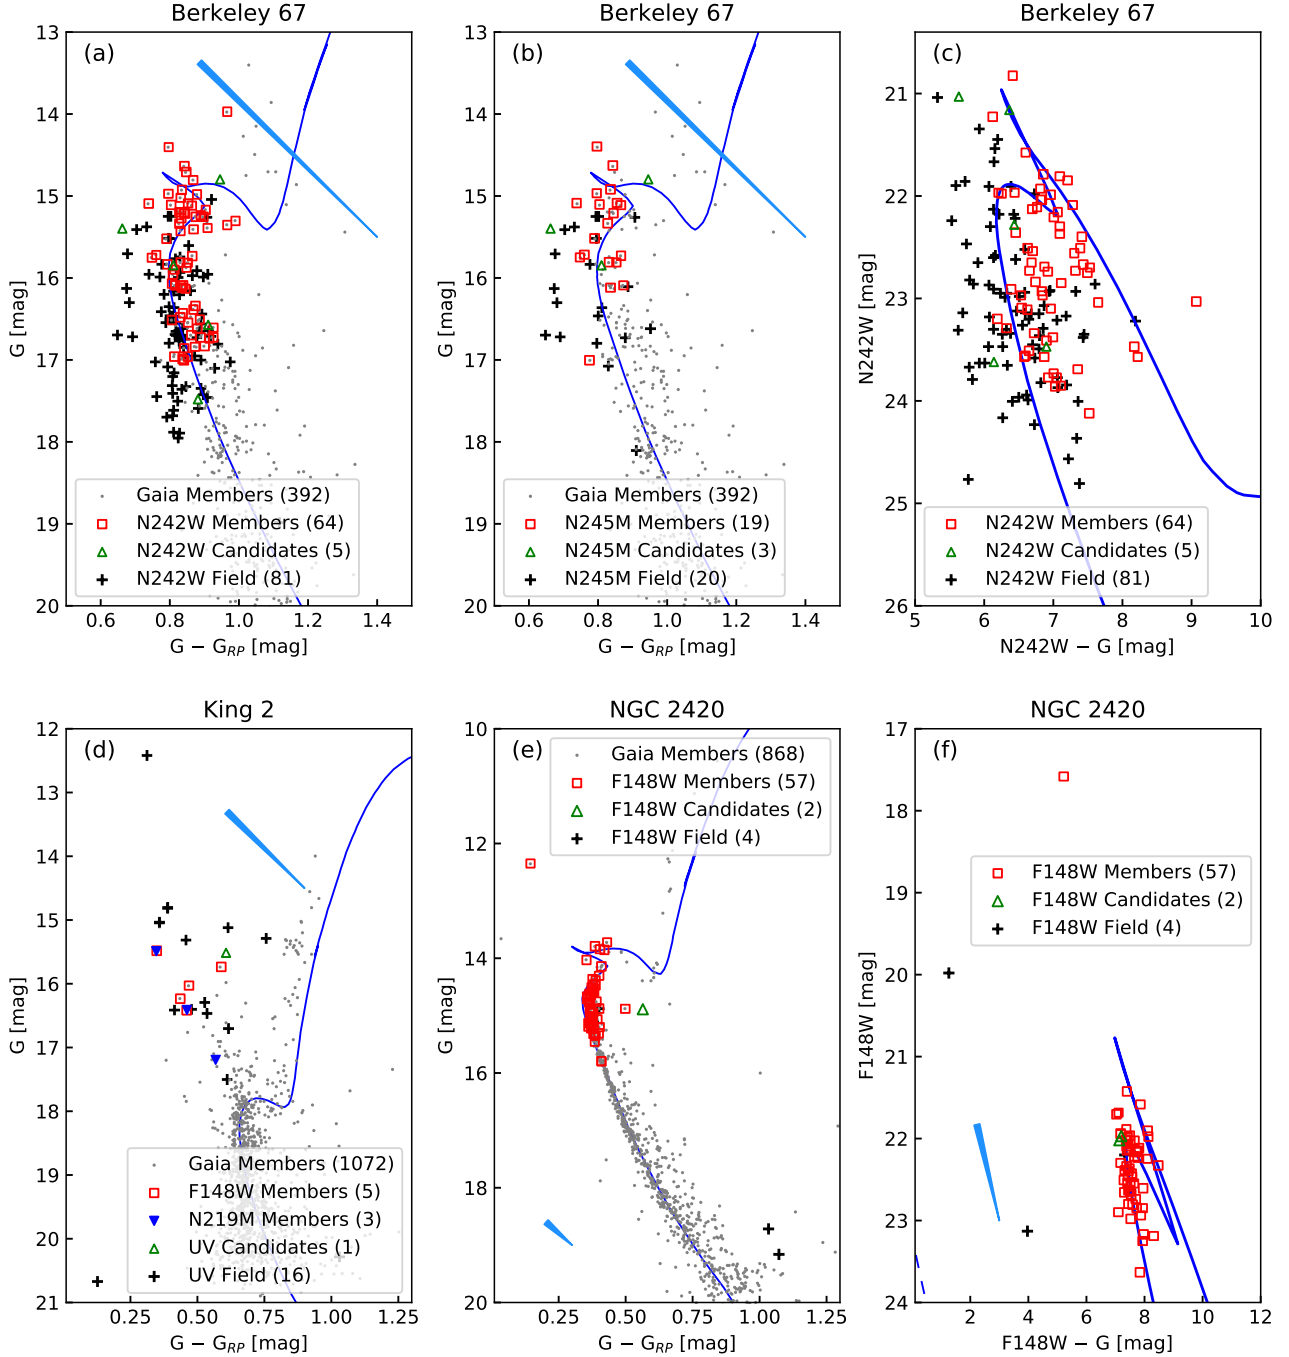 Berkeley 67
(a)
13
14
15
16
17
18
19
20
G [mag]
Gaia Members (392)
N242W Members (64)
N242W Candidates (5)
N242W Field (81)
0.6 0.8 1.0 1.2 1.4
G − G_RP [mag]
Berkeley 67
(b)
13
14
15
16
17
18
19
20
G [mag]
Gaia Members (392)
N245M Members (19)
N245M Candidates (3)
N245M Field (20)
0.6 0.8 1.0 1.2 1.4
G − G_RP [mag]
Berkeley 67
(c)
21
22
23
24
25
26
N242W [mag]
N242W Members (64)
N242W Candidates (5)
N242W Field (81)
5 6 7 8 9 10
N242W − G [mag]
King 2
(d)
12
13
14
15
16
17
18
19
20
21
G [mag]
Gaia Members (1072)
F148W Members (5)
N219M Members (3)
UV Candidates (1)
UV Field (16)
0.25 0.50 0.75 1.00 1.25
G − G_RP [mag]
NGC 2420
(e)
10
12
14
16
18
20
G [mag]
Gaia Members (868)
F148W Members (57)
F148W Candidates (2)
F148W Field (4)
0.25 0.50 0.75 1.00 1.25
G − G_RP [mag]
NGC 2420
(f)
17
18
19
20
21
22
23
24
F148W [mag]
F148W Members (57)
F148W Candidates (2)
F148W Field (4)
2 4 6 8 10 12
F148W − G [mag]